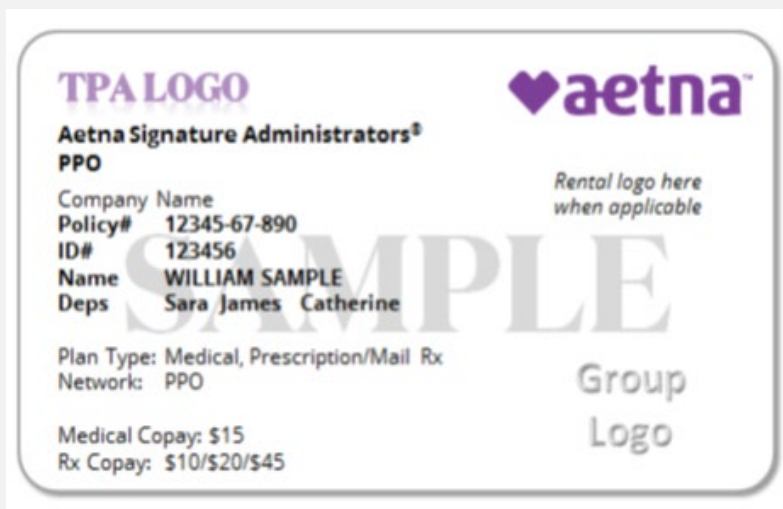 TPA LOGO
aetna™
Aetna Signature Administrators®
PPO
Rental logo here
when applicable
Company Name
Policy# 12345-67-890
ID# 123456
Name WILLIAM SAMPLE
Deps Sara James Catherine
SAMPLE
Plan Type: Medical, Prescription/Mail Rx
Network: PPO
Group
Logo
Medical Copay: $15
Rx Copay: $10/$20/$45